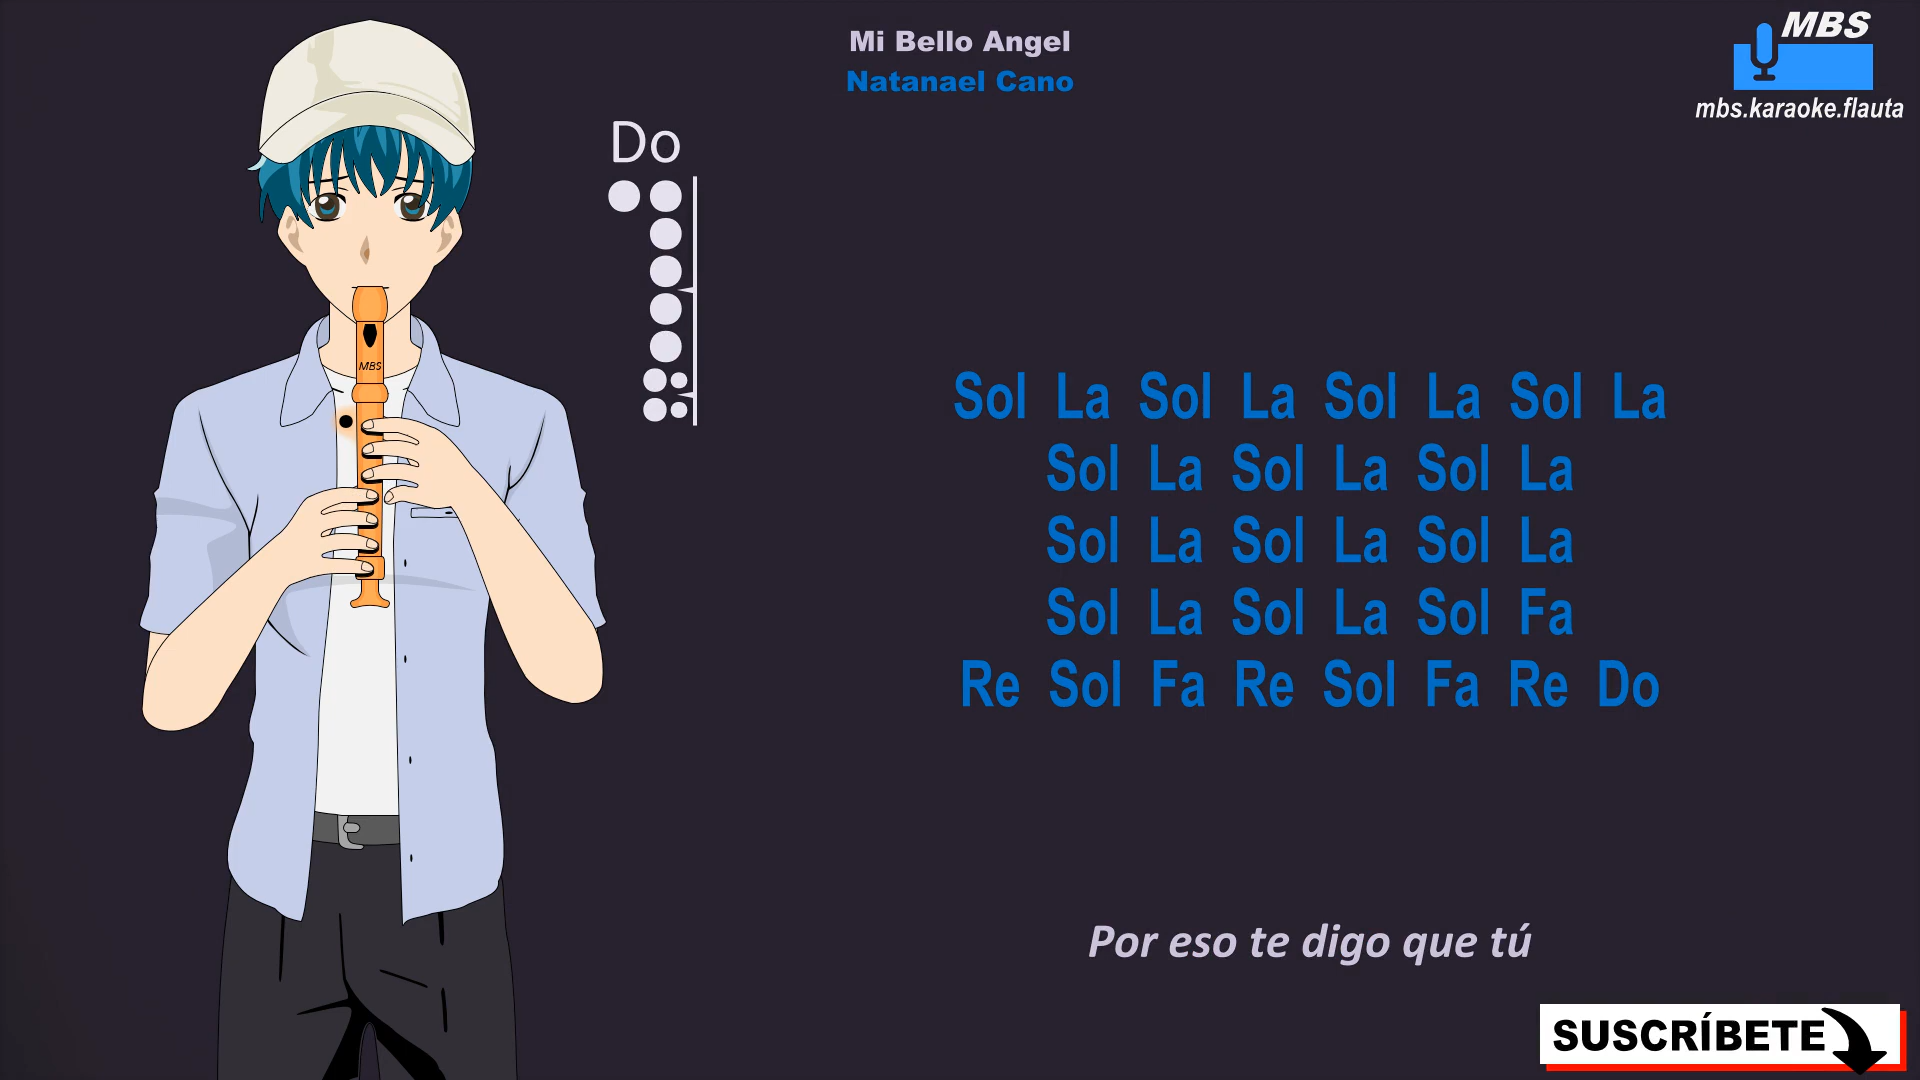 Mi Bello Angel
Natanael Cano
MBS
mbs.karaoke.flauta
Do
MBS
Sol La Sol La Sol La Sol La
Sol La Sol La Sol La
Sol La Sol La Sol La
Sol La Sol La Sol Fa
Re Sol Fa Re Sol Fa Re Do
Por eso te digo que tú
SUSCRÍBETE